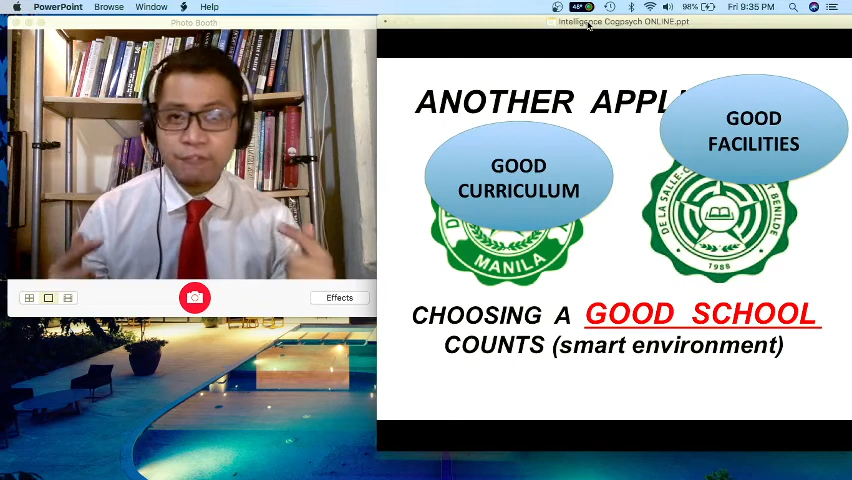 PowerPoint Browse Window Help
48° 98% Fri 9:35 PM
Photo Booth
Intelligence Cogpsych ONLINE.ppt
ANOTHER APPL
GOOD
FACILITIES
GOOD
CURRICULUM
MANILA
DE LA SALLE-C
T BENILDE
1988
CHOOSING A GOOD SCHOOL
COUNTS (smart environment)
Effects